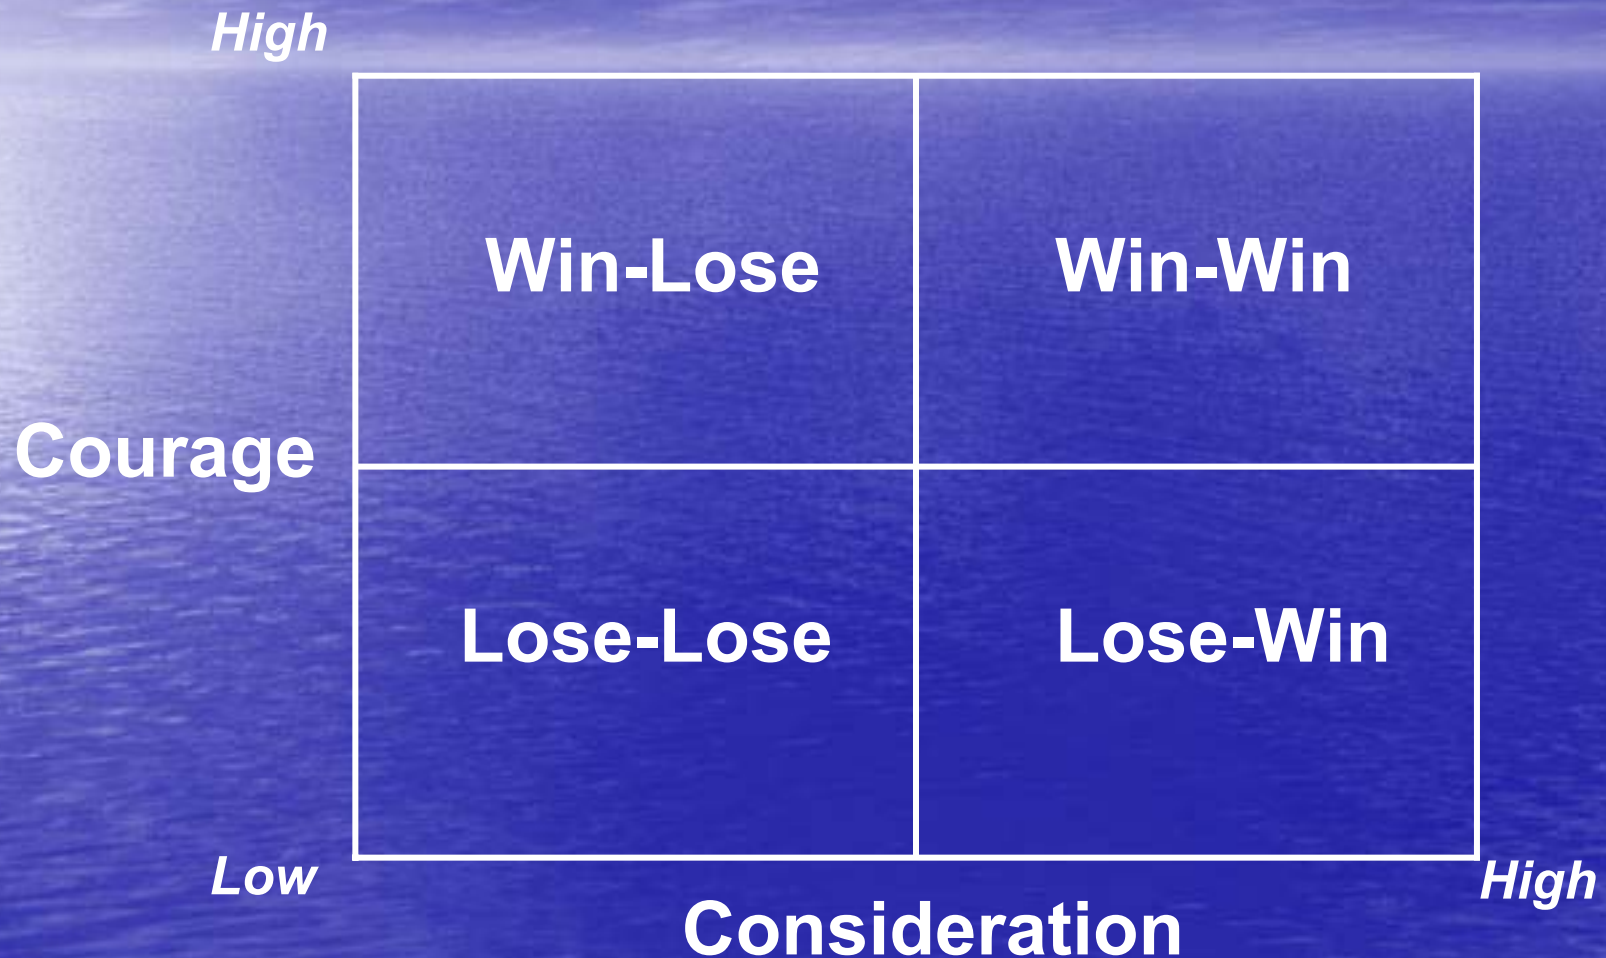 High
Win-Lose Win-Win
Courage
Lose-Lose Lose-Win
Low
High
Consideration